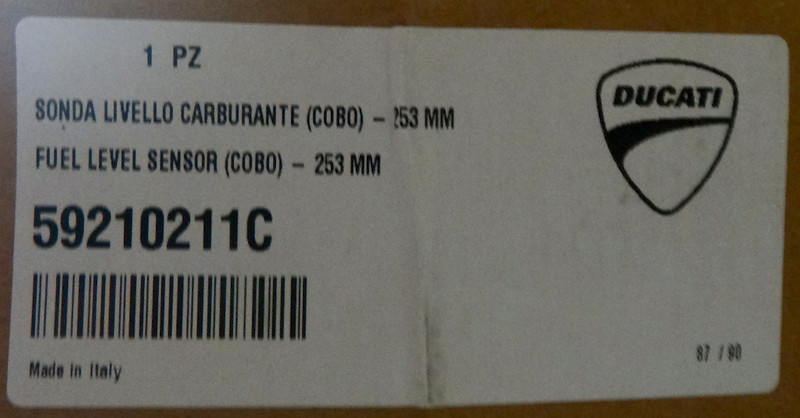 1 PZ
SONDA LIVELLO CARBURANTE (COBO) – 253 MM
FUEL LEVEL SENSOR (COBO) – 253 MM
59210211C
Made in Italy
DUCATI
87 / 90